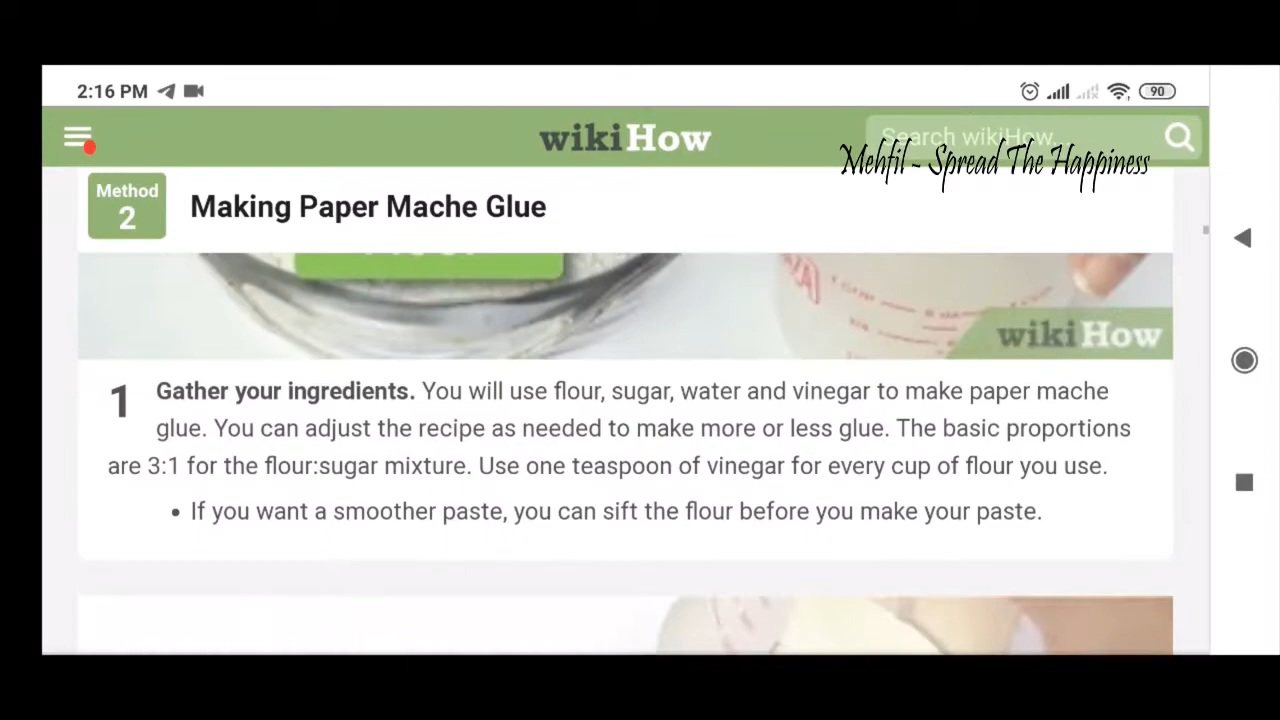 2:16 PM
90
wikiHow
Search wikiHow.
Mehfil ~ Spread The Happiness
Method
2
Making Paper Mache Glue
wikiHow
1 Gather your ingredients. You will use flour, sugar, water and vinegar to make paper mache
glue. You can adjust the recipe as needed to make more or less glue. The basic proportions
are 3:1 for the flour:sugar mixture. Use one teaspoon of vinegar for every cup of flour you use.
• If you want a smoother paste, you can sift the flour before you make your paste.